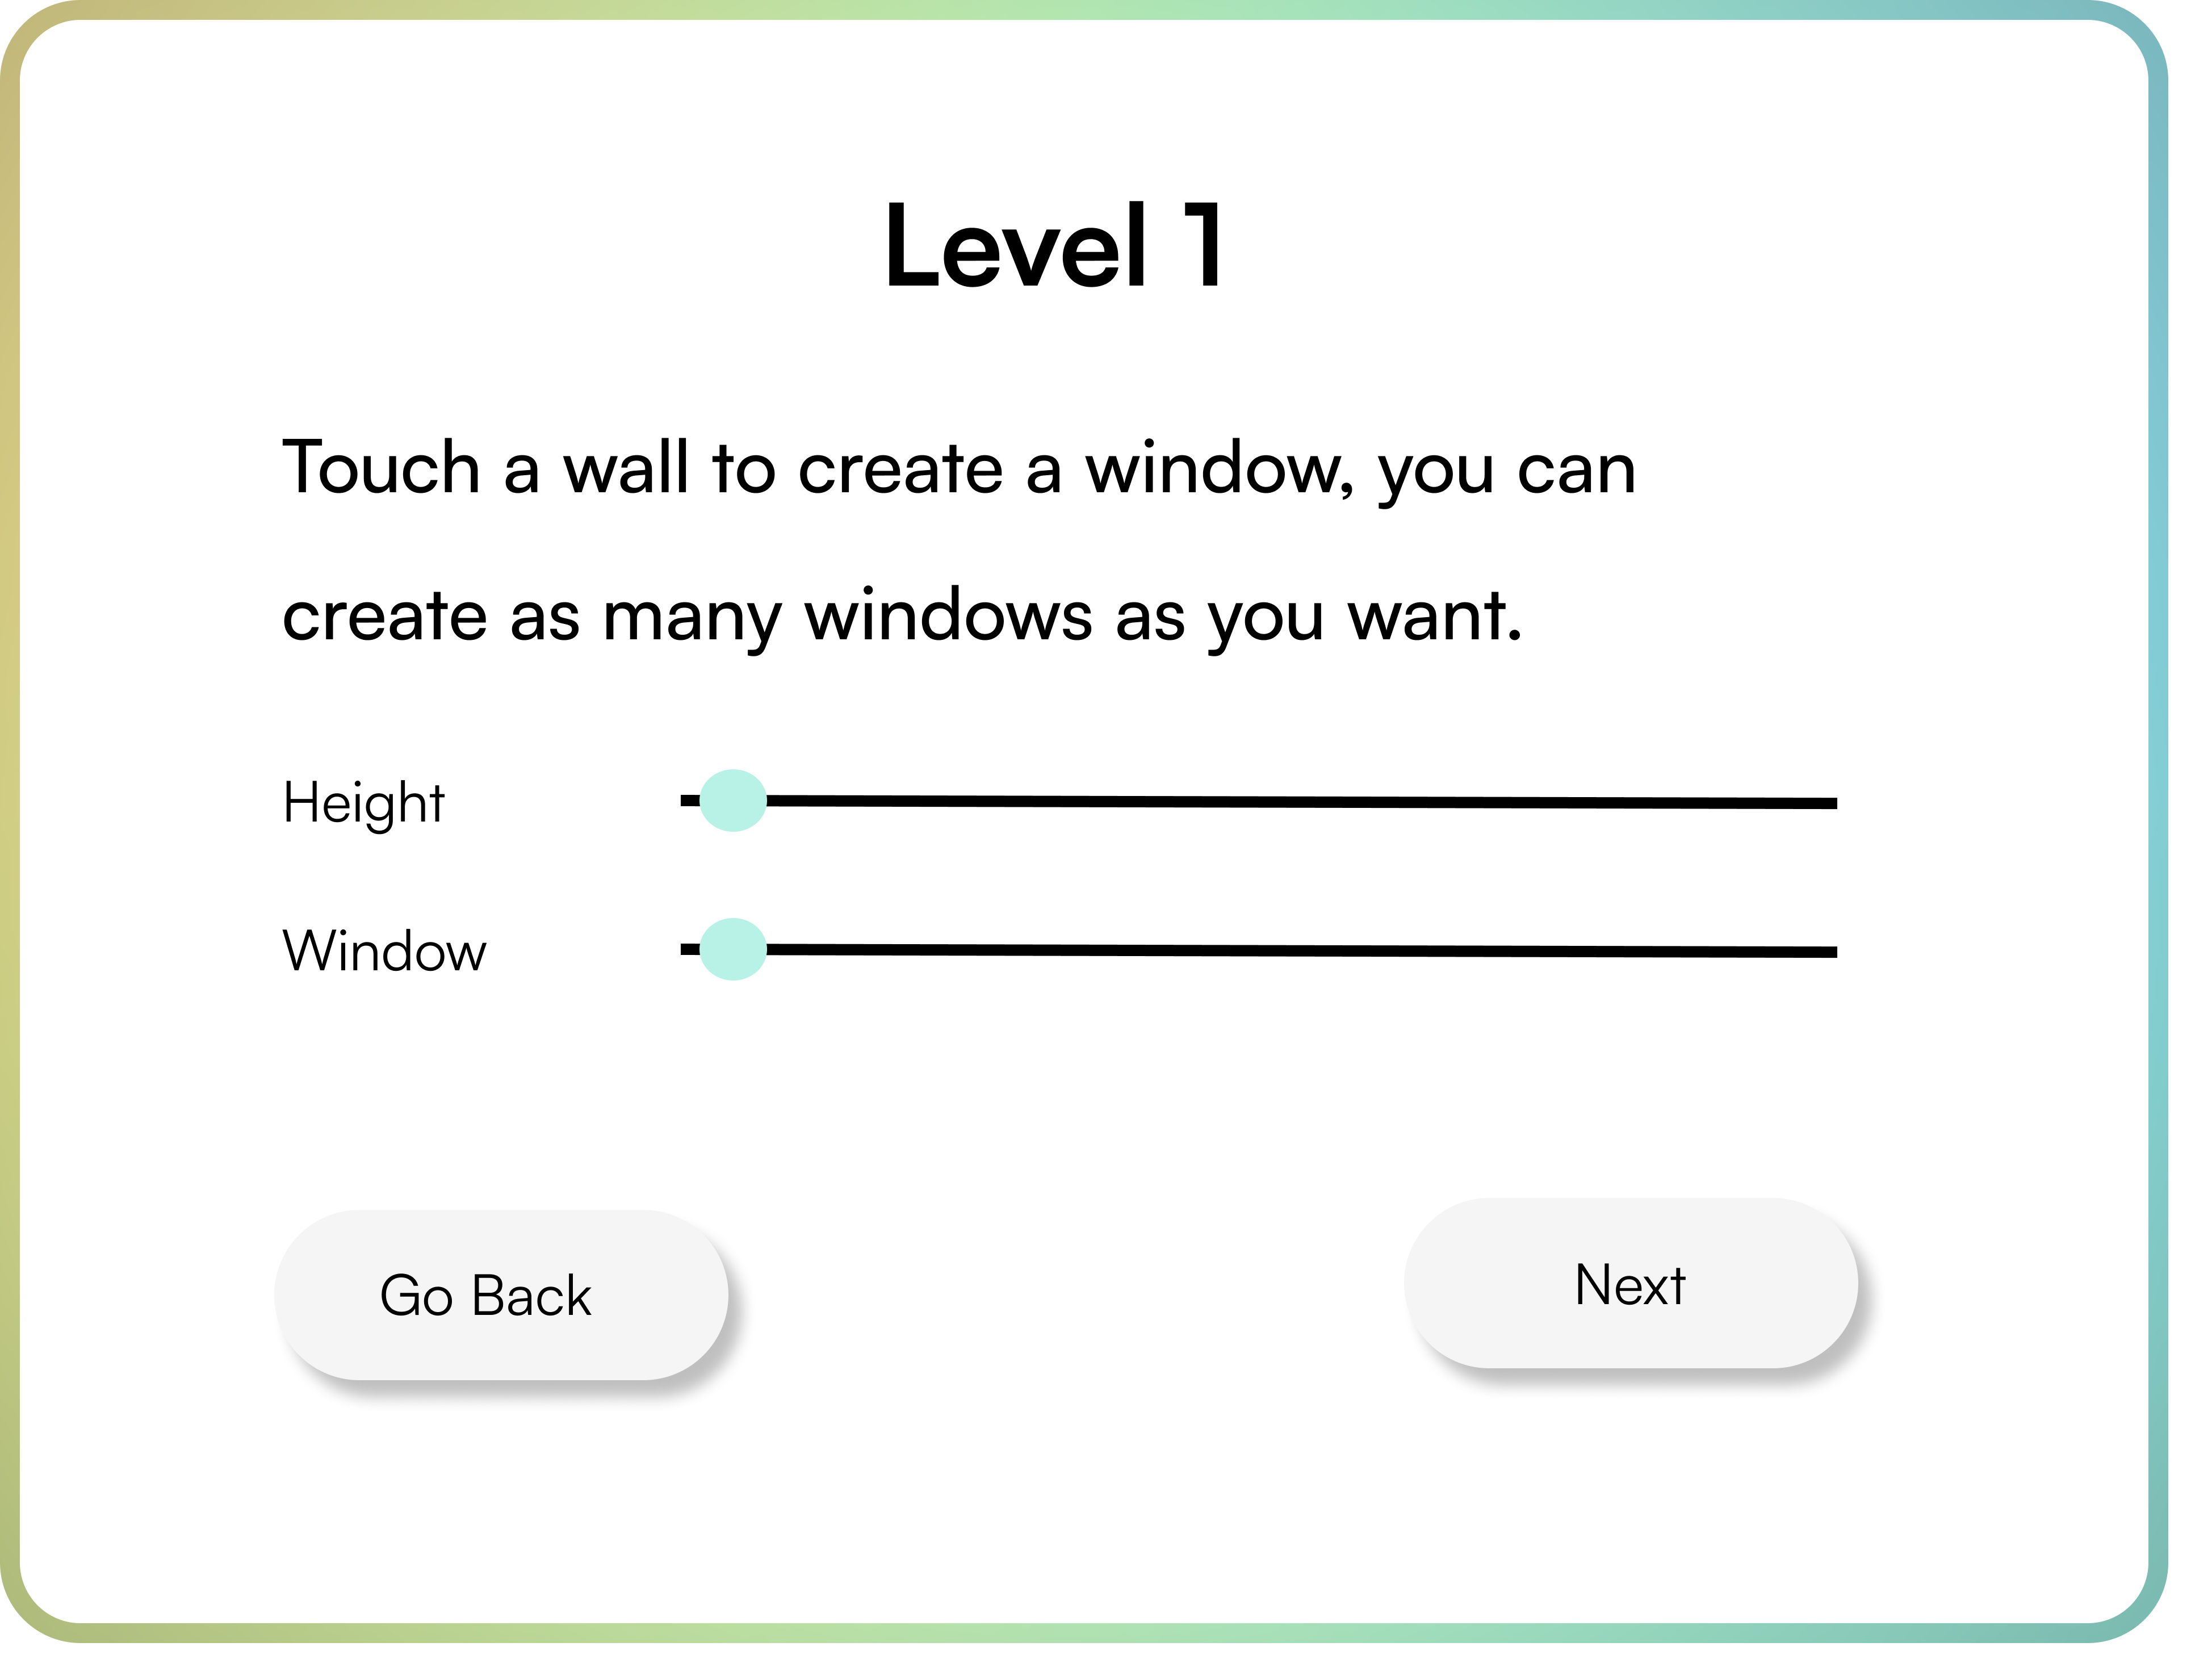 Level 1
Touch a wall to create a window, you can
create as many windows as you want.
Height
Window
Go Back
Next